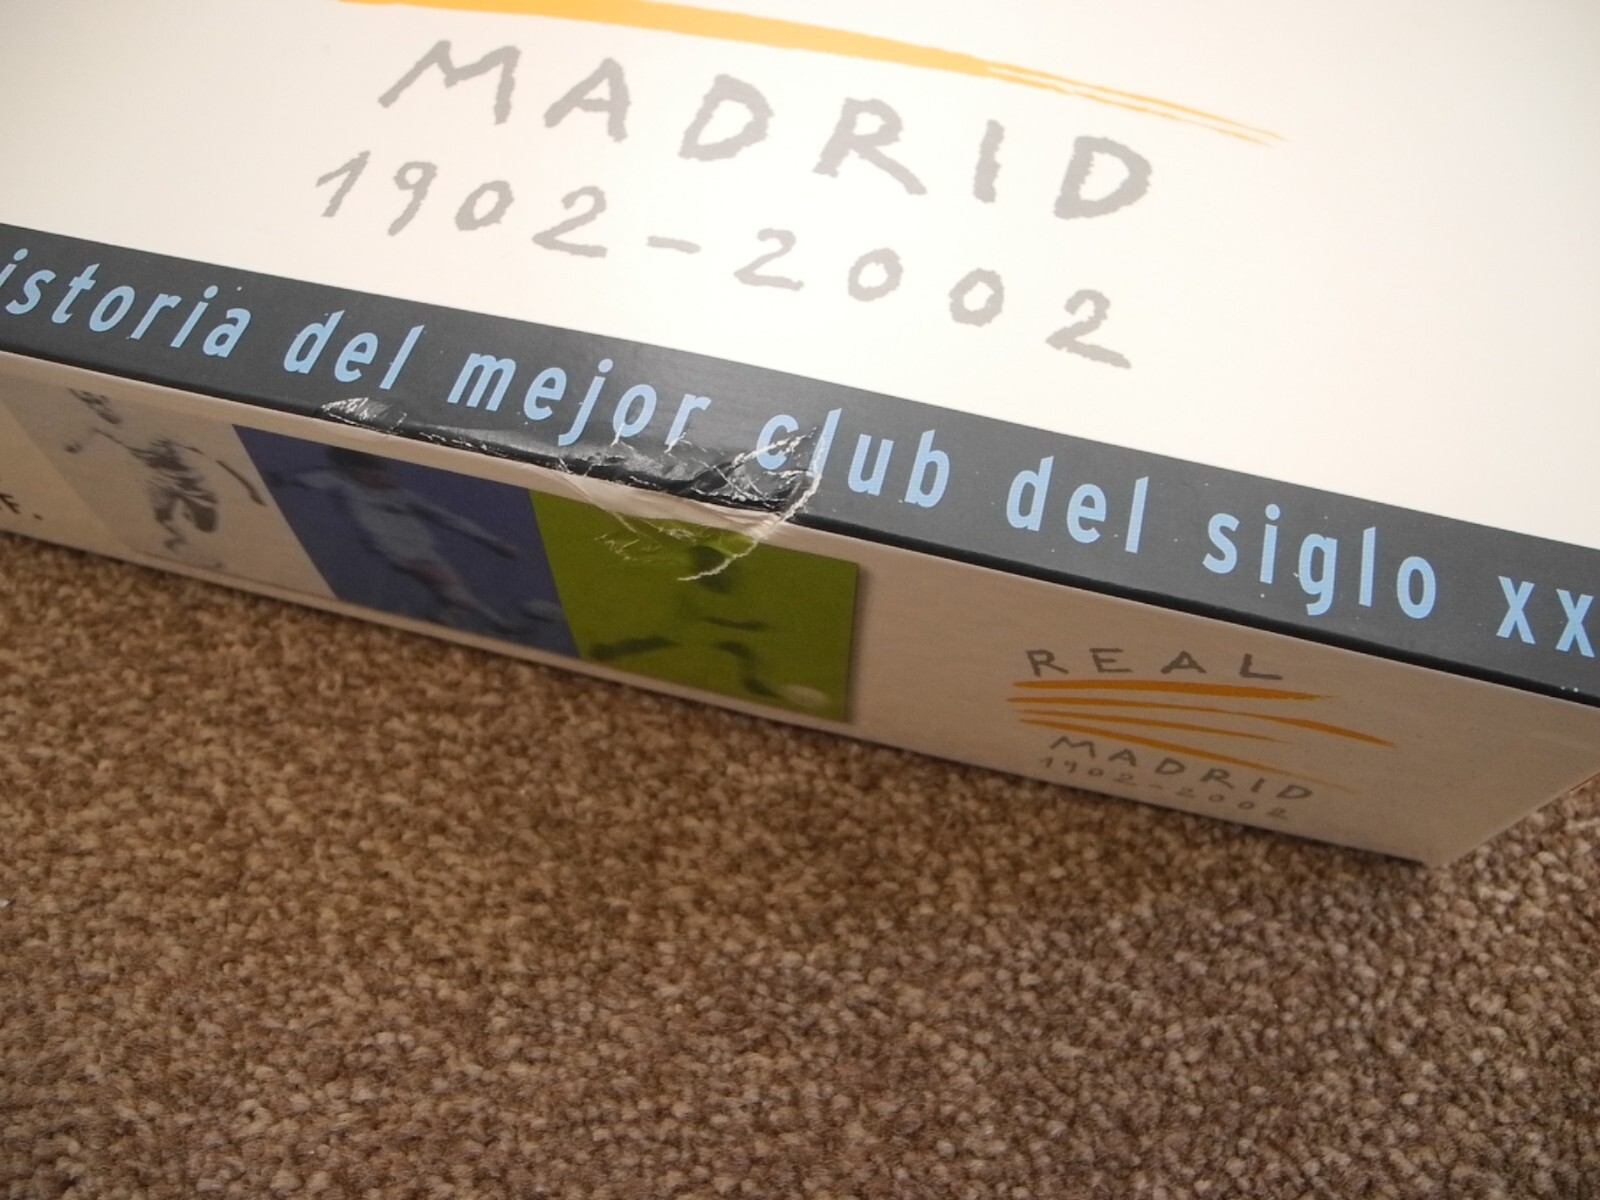 MADRID
1902-2002
istoria del mejor club del siglo xx
F.
REAL
MADRID
1902-2002